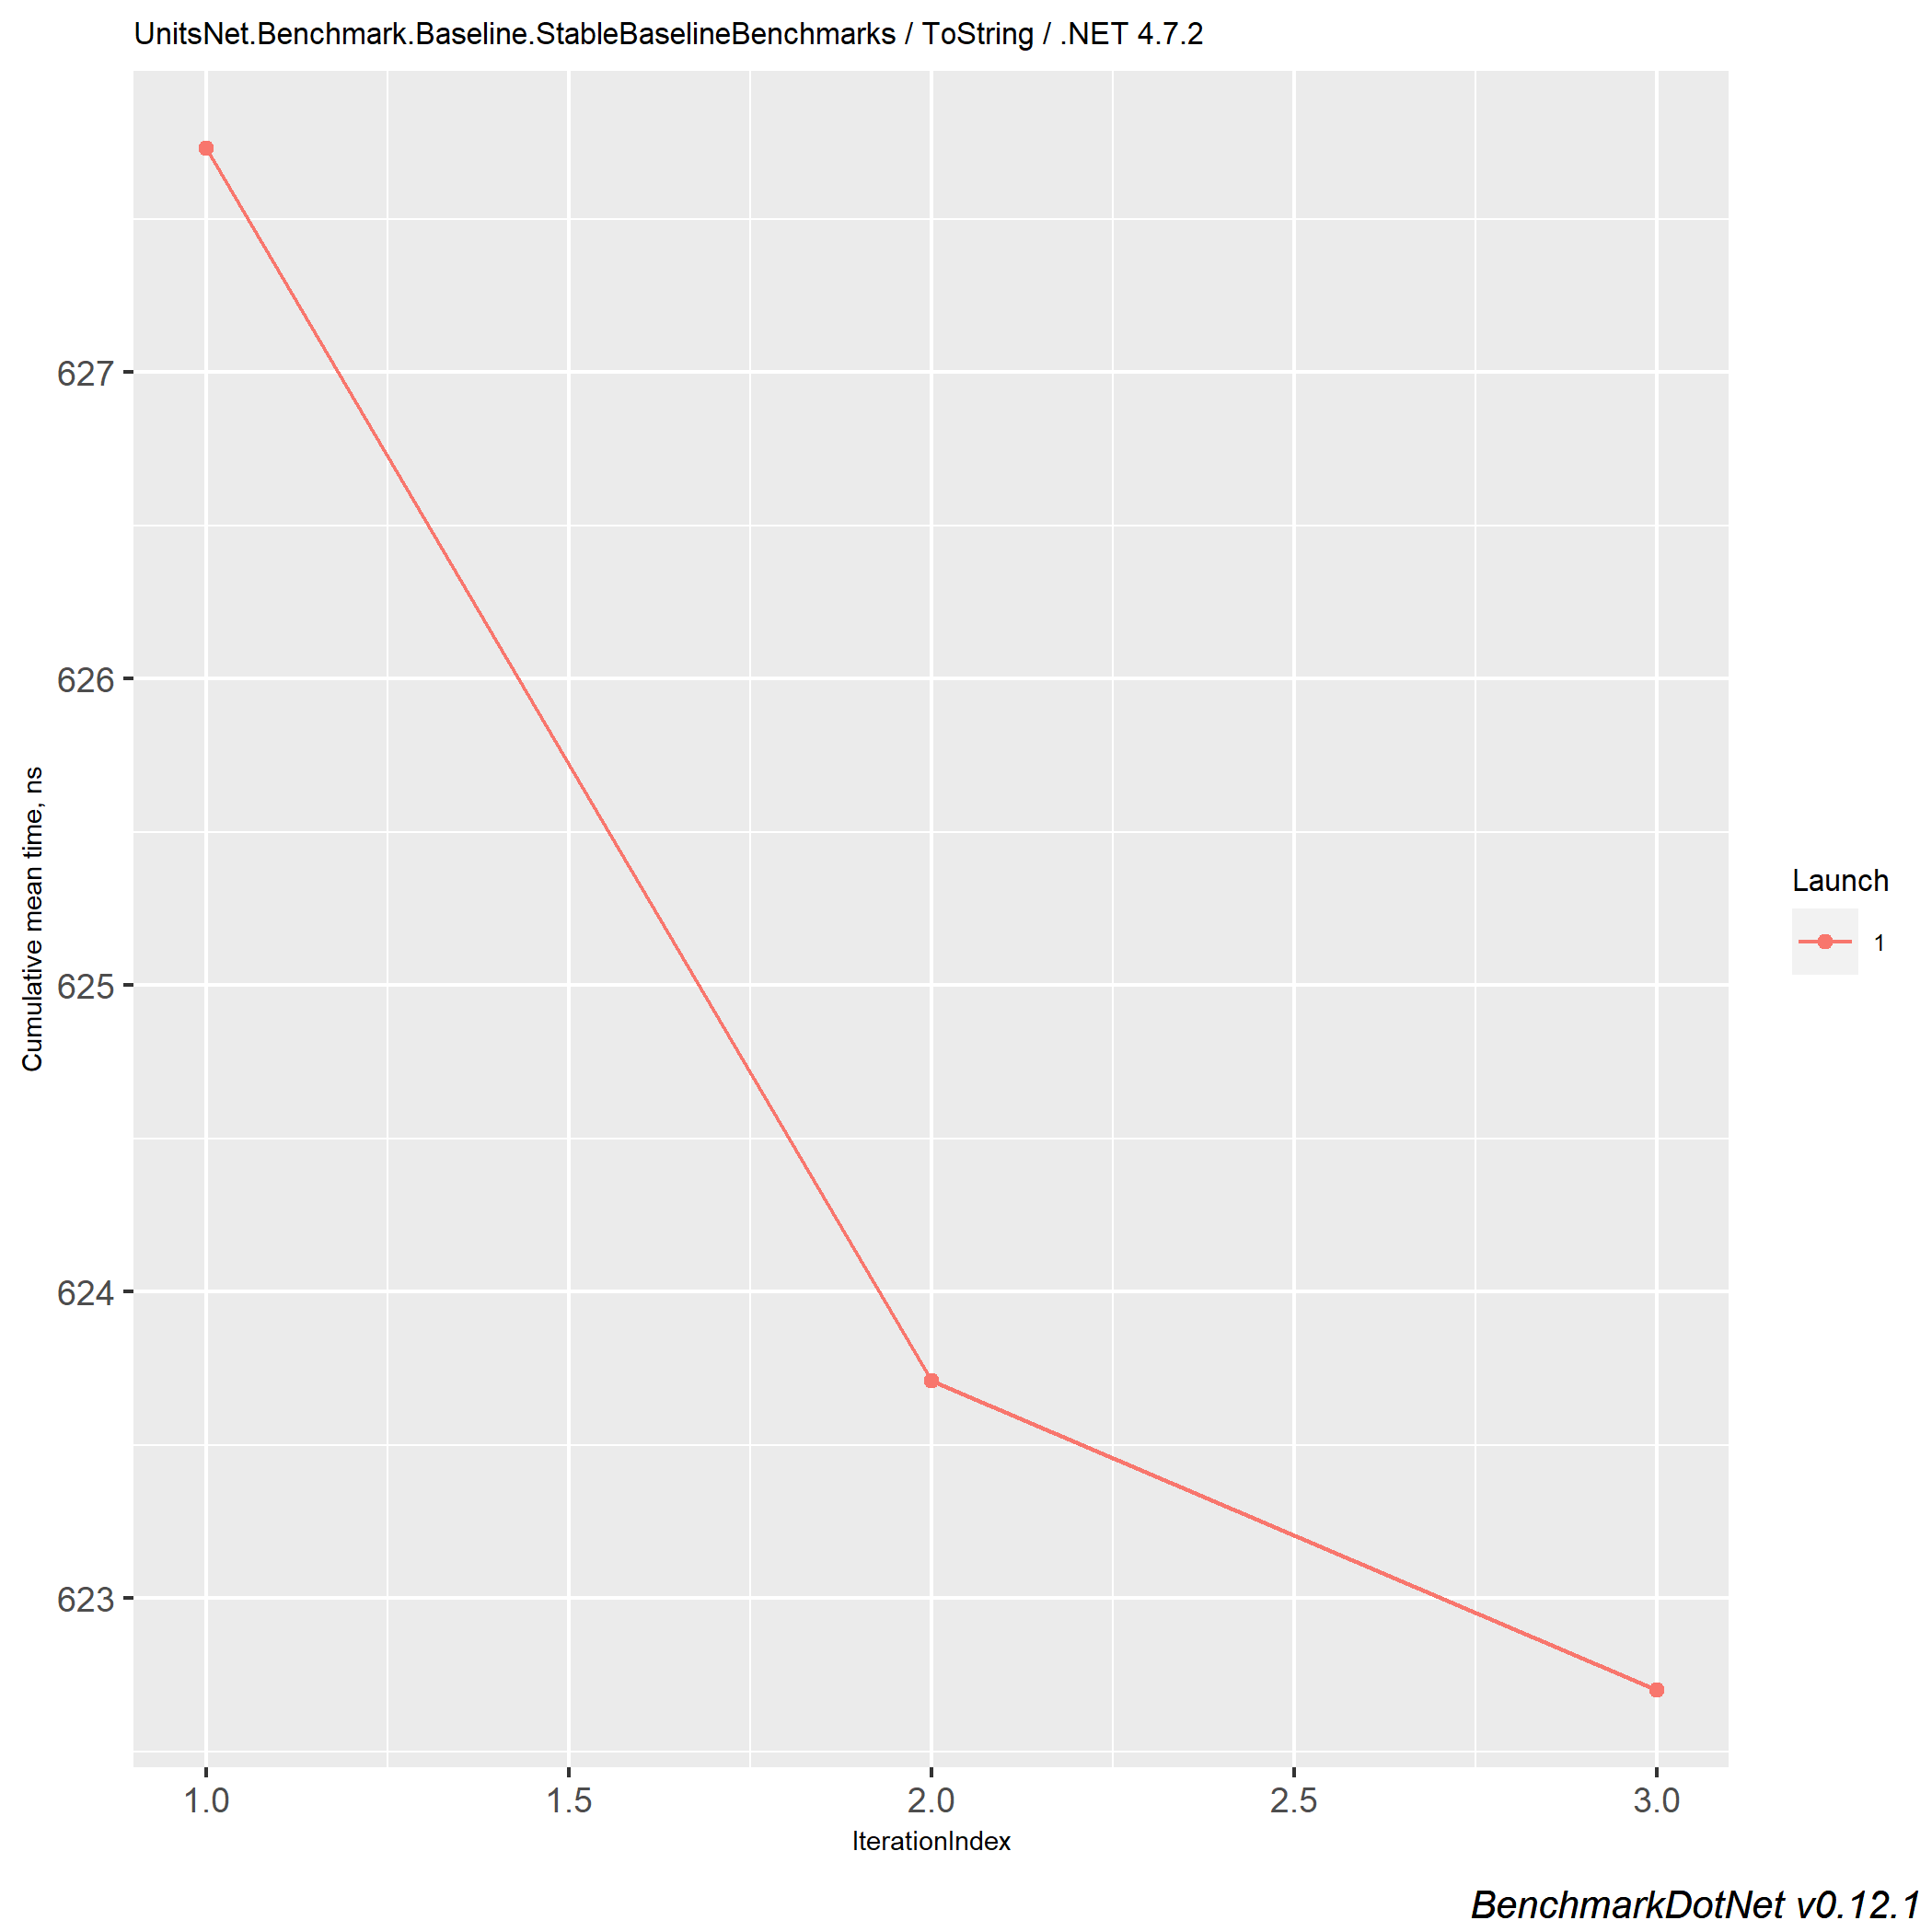 UnitsNet.Benchmark.Baseline.StableBaselineBenchmarks / ToString / .NET 4.7.2
Cumulative mean time, ns
627
626
625
624
623
1.0 1.5 2.0 2.5 3.0
IterationIndex
Launch
1
BenchmarkDotNet v0.12.1